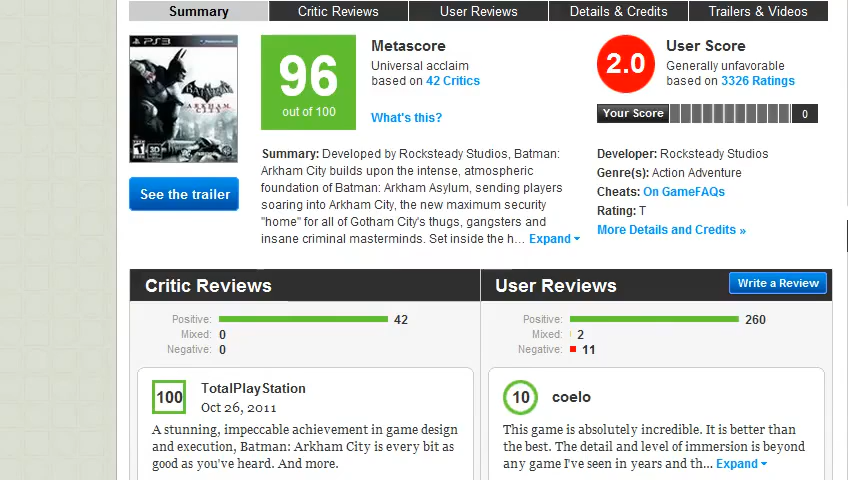 Summary
Critic Reviews
User Reviews
Details & Credits
Trailers & Videos
PS3
BATMAN
ARKHAM CITY
See the trailer
96
out of 100
Metascore
Universal acclaim
based on 42 Critics
What's this?
2.0
User Score
Generally unfavorable
based on 3326 Ratings
Your Score
0
Summary: Developed by Rocksteady Studios, Batman:
Arkham City builds upon the intense, atmospheric
foundation of Batman: Arkham Asylum, sending players
soaring into Arkham City, the new maximum security
"home" for all of Gotham City's thugs, gangsters and
insane criminal masterminds. Set inside the h... Expand
Developer: Rocksteady Studios
Genre(s): Action Adventure
Cheats: On GameFAQs
Rating: T
More Details and Credits »
Critic Reviews
Positive: 42
Mixed: 0
Negative: 0
100
TotalPlayStation
Oct 26, 2011
A stunning, impeccable achievement in game design
and execution, Batman: Arkham City is every bit as
good as you've heard. And more.
User Reviews
Write a Review
Positive: 260
Mixed: 2
Negative: 11
10
coelo
This game is absolutely incredible. It is better than
the best. The detail and level of immersion is beyond
any game I've seen in years and th... Expand